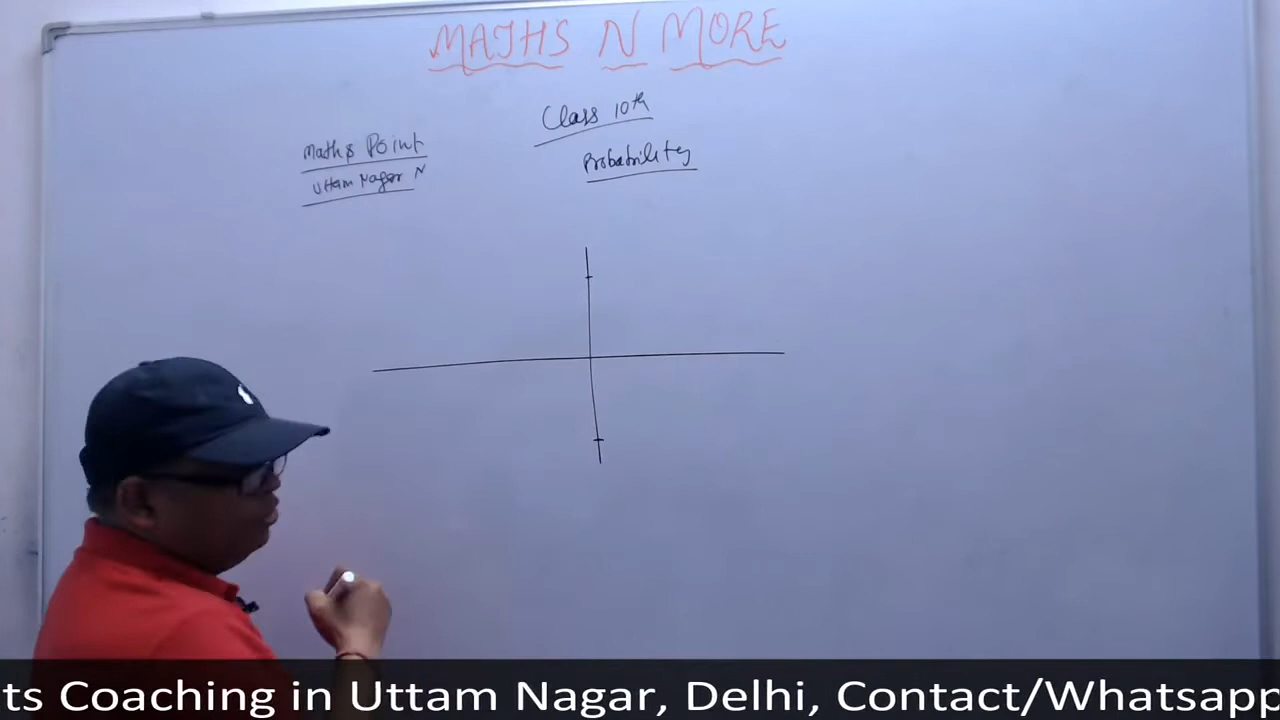 MATHS N MORE
Class 10th
Maths Point
Probability
Uttam Nagar N
ts Coaching in Uttam Nagar, Delhi, Contact/Whatsapp